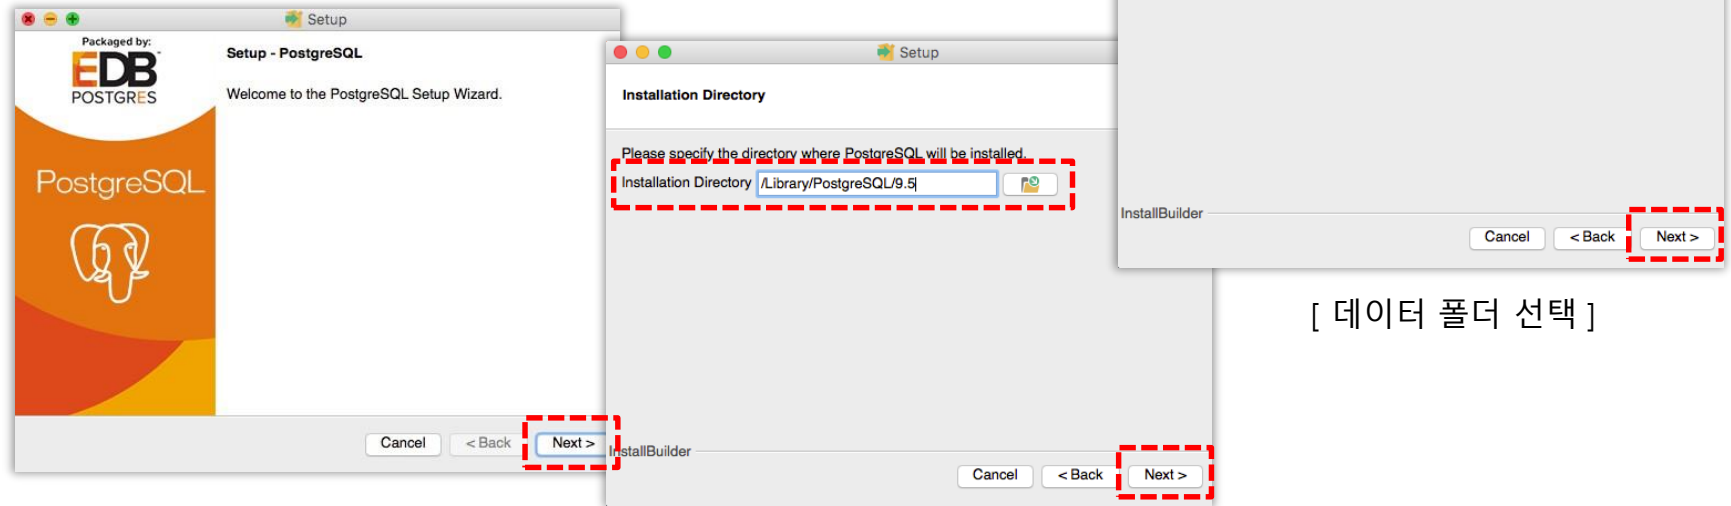 Setup
Packaged by:
EDB
POSTGRES
PostgreSQL
Setup - PostgreSQL
Welcome to the PostgreSQL Setup Wizard.
Cancel
< Back
Next >
Setup
Installation Directory
Please specify the directory where PostgreSQL will be installed.
Installation Directory /Library/PostgreSQL/9.5
InstallBuilder
Cancel
< Back
Next >
InstallBuilder
Cancel
< Back
Next >
[ 데이터 폴더 선택 ]